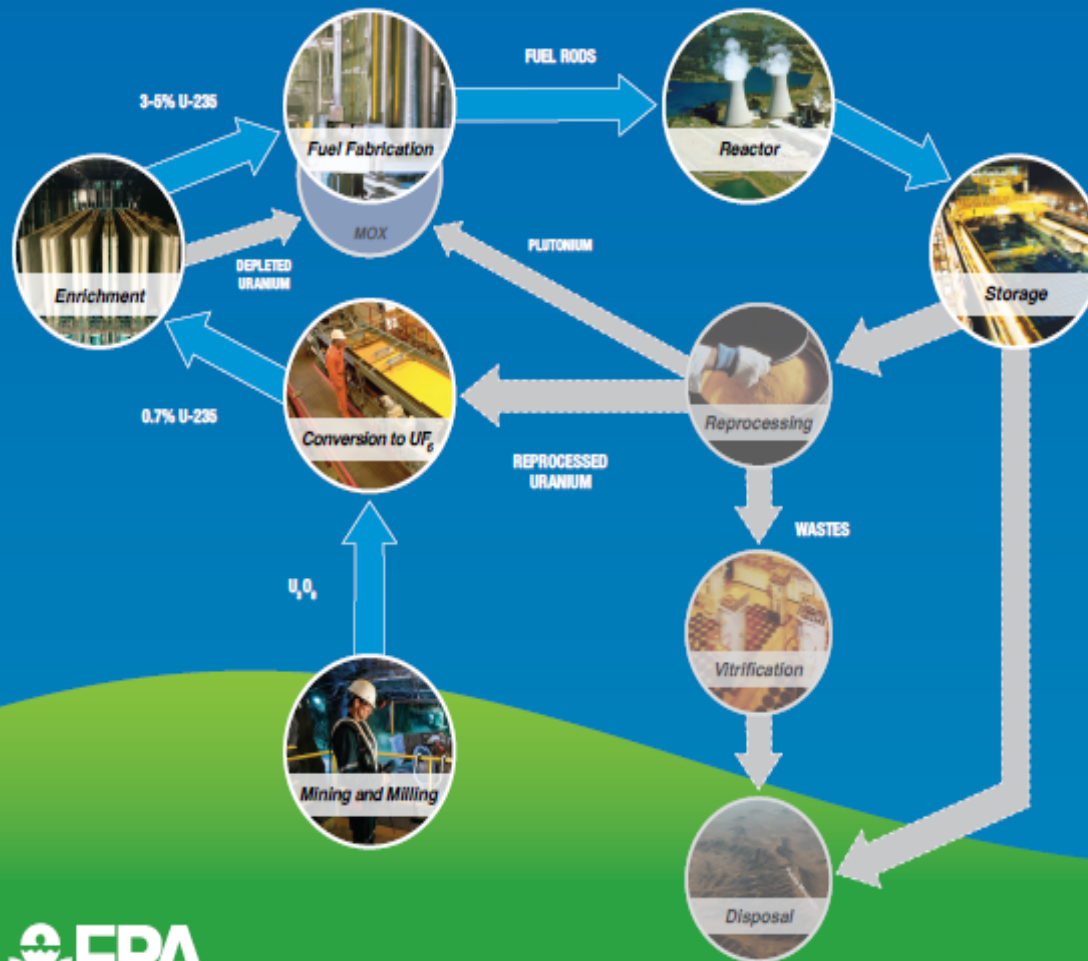 FUEL RODS
3-5% U-235
Fuel Fabrication
Reactor
MOX
PLUTONIUM
DEPLETED
URANIUM
Enrichment
Storage
0.7% U-235
Conversion to UF₆
Reprocessing
REPROCESSED
URANIUM
WASTES
U₃O₈
Vitrification
Mining and Milling
Disposal
EPA